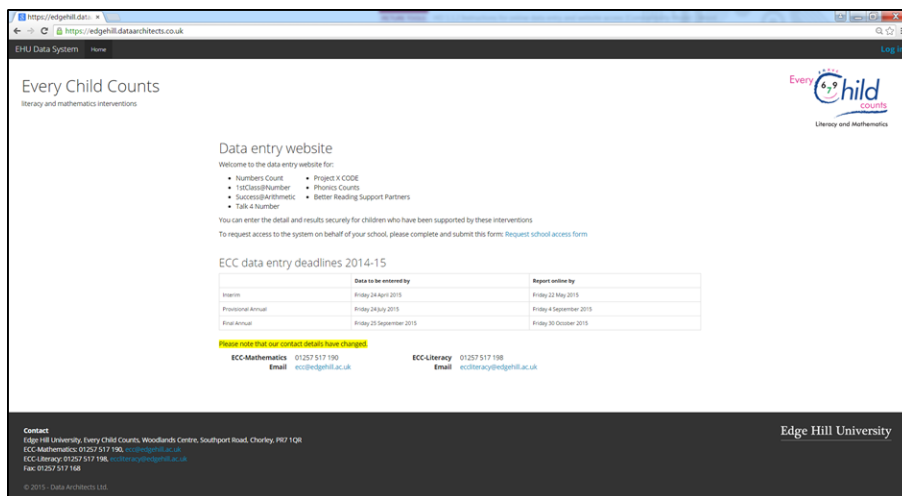 https://edgehill.data
https://edgehill.dataarchitects.co.uk
EHU Data System Home Log in
Every Child Counts
literacy and mathematics interventions
Every Child counts
6 7 9
Literacy and Mathematics
Data entry website
Welcome to the data entry website for:
• Numbers Count • Project X CODE
• 1stClass@Number • Phonics Counts
• Success@Arithmetic • Better Reading Support Partners
• Talk 4 Number
You can enter the detail and results securely for children who have been supported by these interventions
To request access to the system on behalf of your school, please complete and submit this form: Request school access form
ECC data entry deadlines 2014-15
Data to be entered by Report online by
Interim Friday 24 April 2015 Friday 22 May 2015
Provisional Annual Friday 24 July 2015 Friday 4 September 2015
Final Annual Friday 25 September 2015 Friday 30 October 2015
Please note that our contact details have changed.
ECC-Mathematics 01257 517 190 ECC-Literacy 01257 517 198
Email ecc@edgehill.ac.uk Email eccliteracy@edgehill.ac.uk
Contact
Edge Hill University, Every Child Counts, Woodlands Centre, Southport Road, Chorley, PR7 1QR
ECC-Mathematics: 01257 517 190, ecc@edgehill.ac.uk
ECC-Literacy: 01257 517 198, eccliteracy@edgehill.ac.uk
Fax: 01257 517 168
Edge Hill University
© 2015 - Data Architects Ltd.